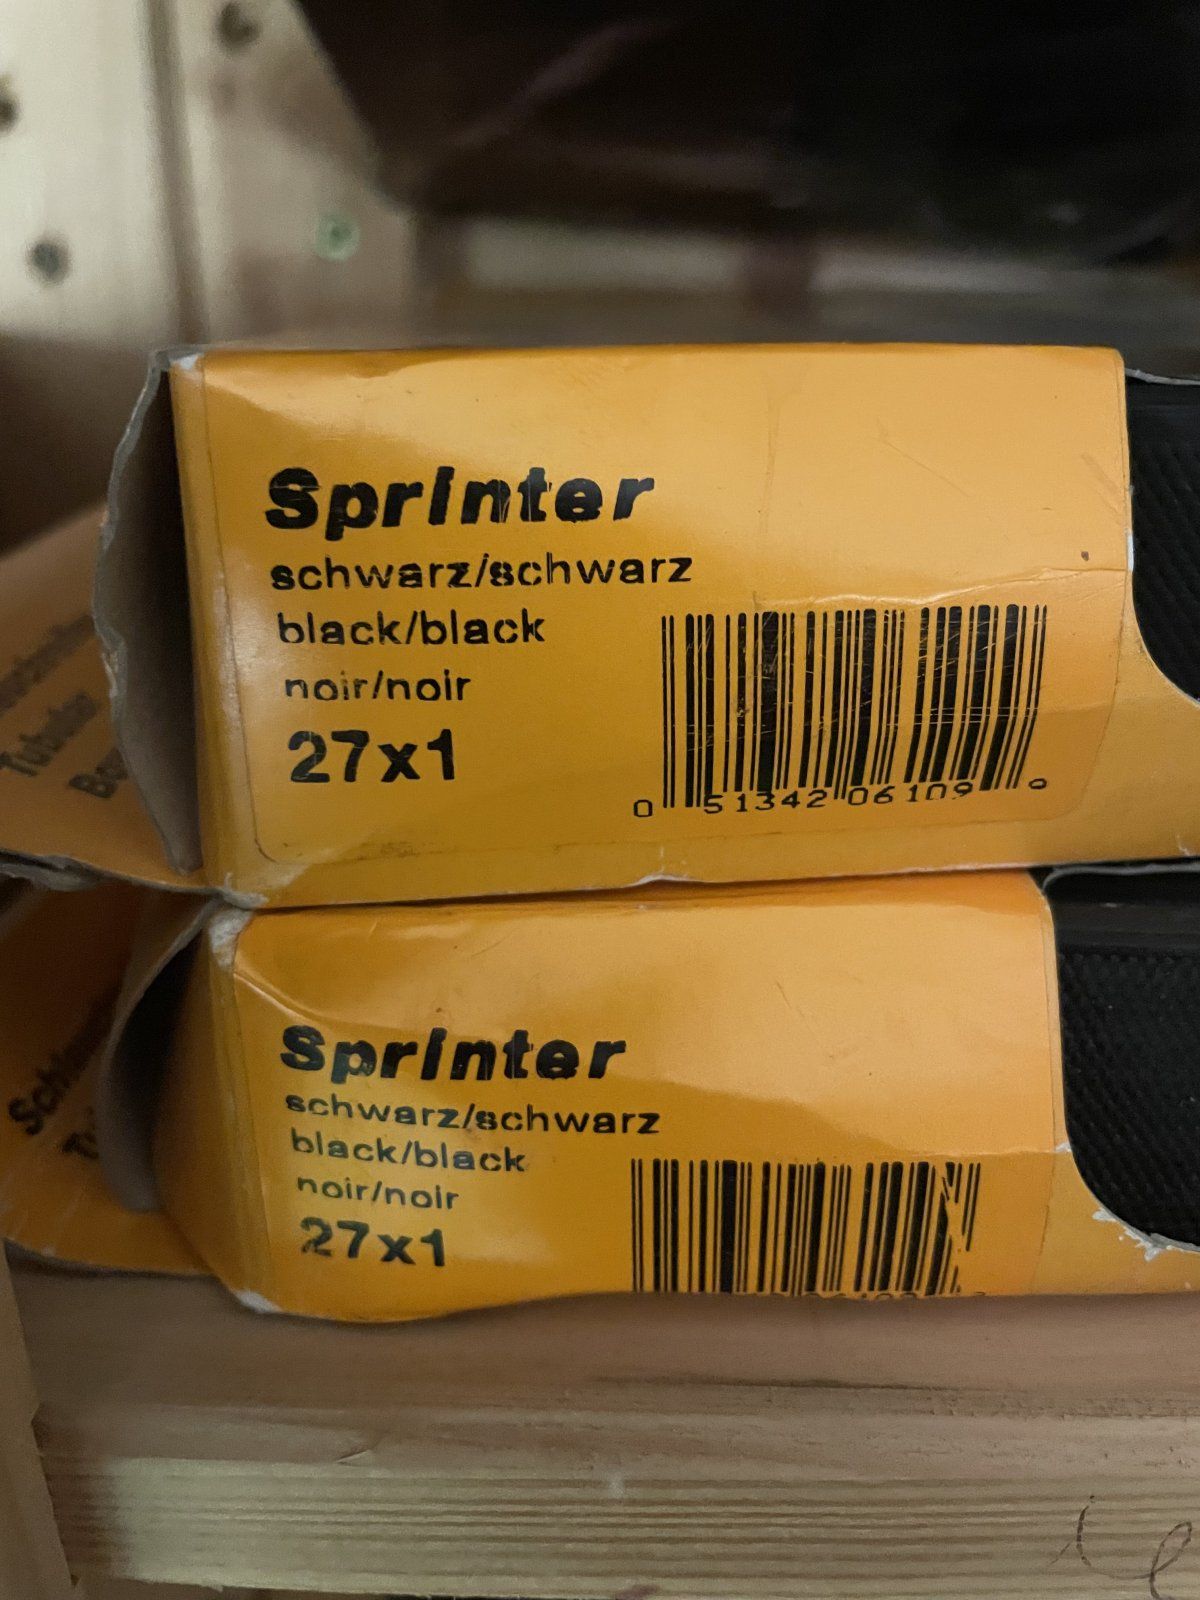 Sprinter
schwarz/schwarz
black/black
noir/noir
27x1
0 51342 06109 0
Tubular
Sprinter
schwarz/schwarz
black/black
noir/noir
27x1